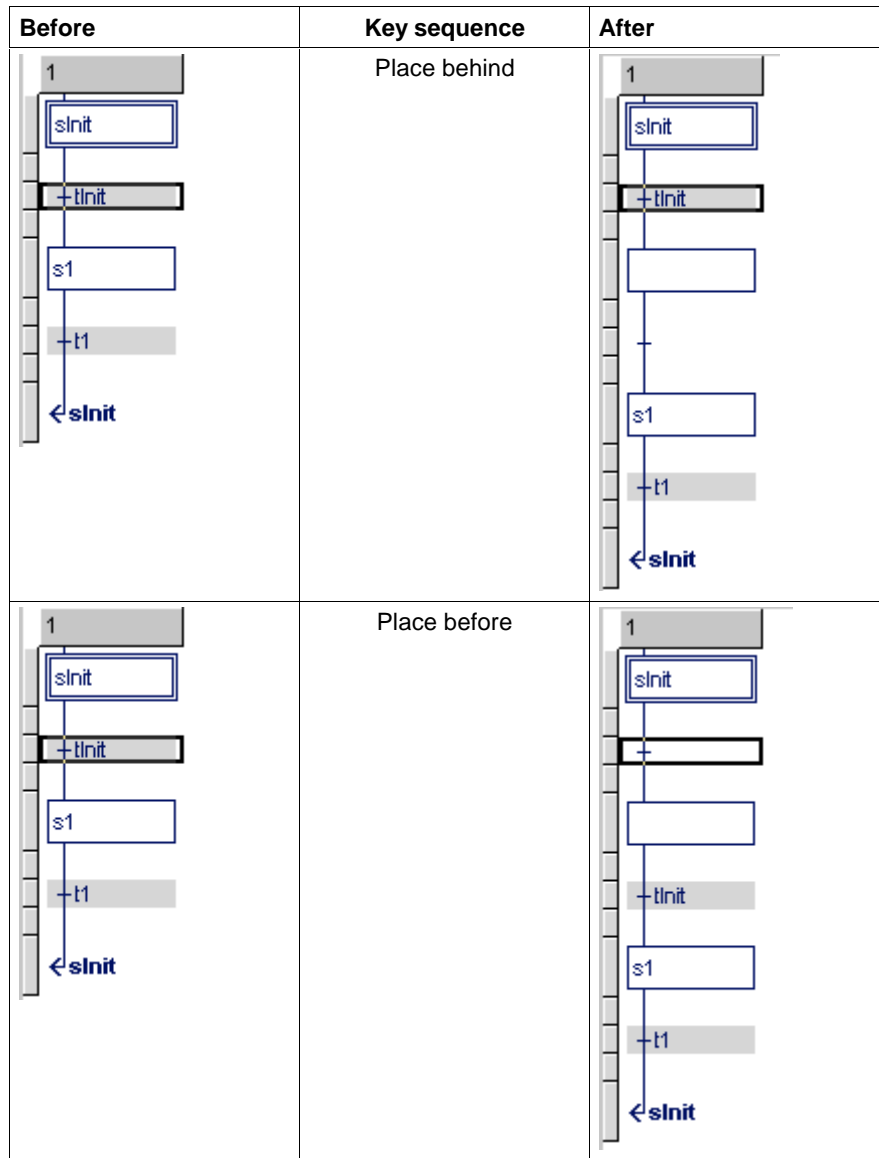 Before Key sequence After
Place behind
1
sInit
tInit
s1
t1
sInit
1
sInit
tInit
s1
t1
sInit
Place before
1
sInit
tInit
s1
t1
sInit
1
sInit
tInit
s1
t1
sInit